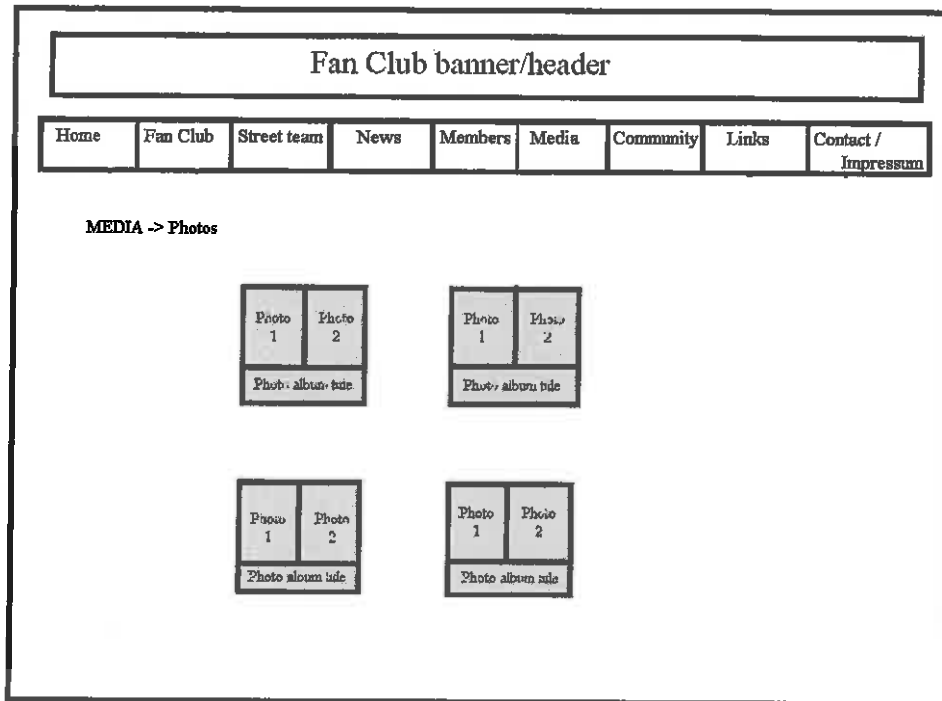 Fan Club banner/header
Home Fan Club Street team News Members Media Community Links Contact /
Impressum
MEDIA -> Photos
Photo Photo Photo Photo
1 2 1 2
Photo album title Photo album title
Photo Photo Photo Photo
1 2 1 2
Photo album title Photo album title